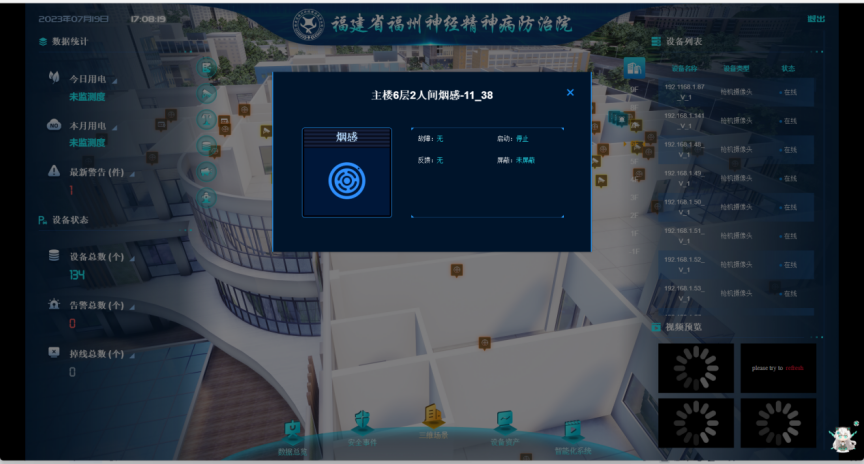 2023年07月19日 17:08:19
福建省福州神经精神病防治院
退出
数据统计
今日用电
未监测度
本月用电
未监测度
最新警告(件)
1
设备状态
设备总数(个)
134
告警总数(个)
0
掉线总数(个)
0
主楼6层2人间烟感-11_38
×
烟感
故障：无
启动：停止
反馈：无
屏蔽：未屏蔽
设备列表
设备名称 设备类型 状态
192.168.1.67_V_1 枪机摄像头 在线
192.168.1.141_V_1 枪机摄像头 在线
192.168.1.48_V_1 枪机摄像头 在线
192.168.1.49_V_1 枪机摄像头 在线
192.168.1.50_V_1 枪机摄像头 在线
192.168.1.51_V_1 枪机摄像头 在线
192.168.1.52_V_1 枪机摄像头 在线
192.168.1.53_V_1 枪机摄像头 在线
视频预览
please try to refresh
数据总览
安全事件
三维场景
设备资产
智能化系统